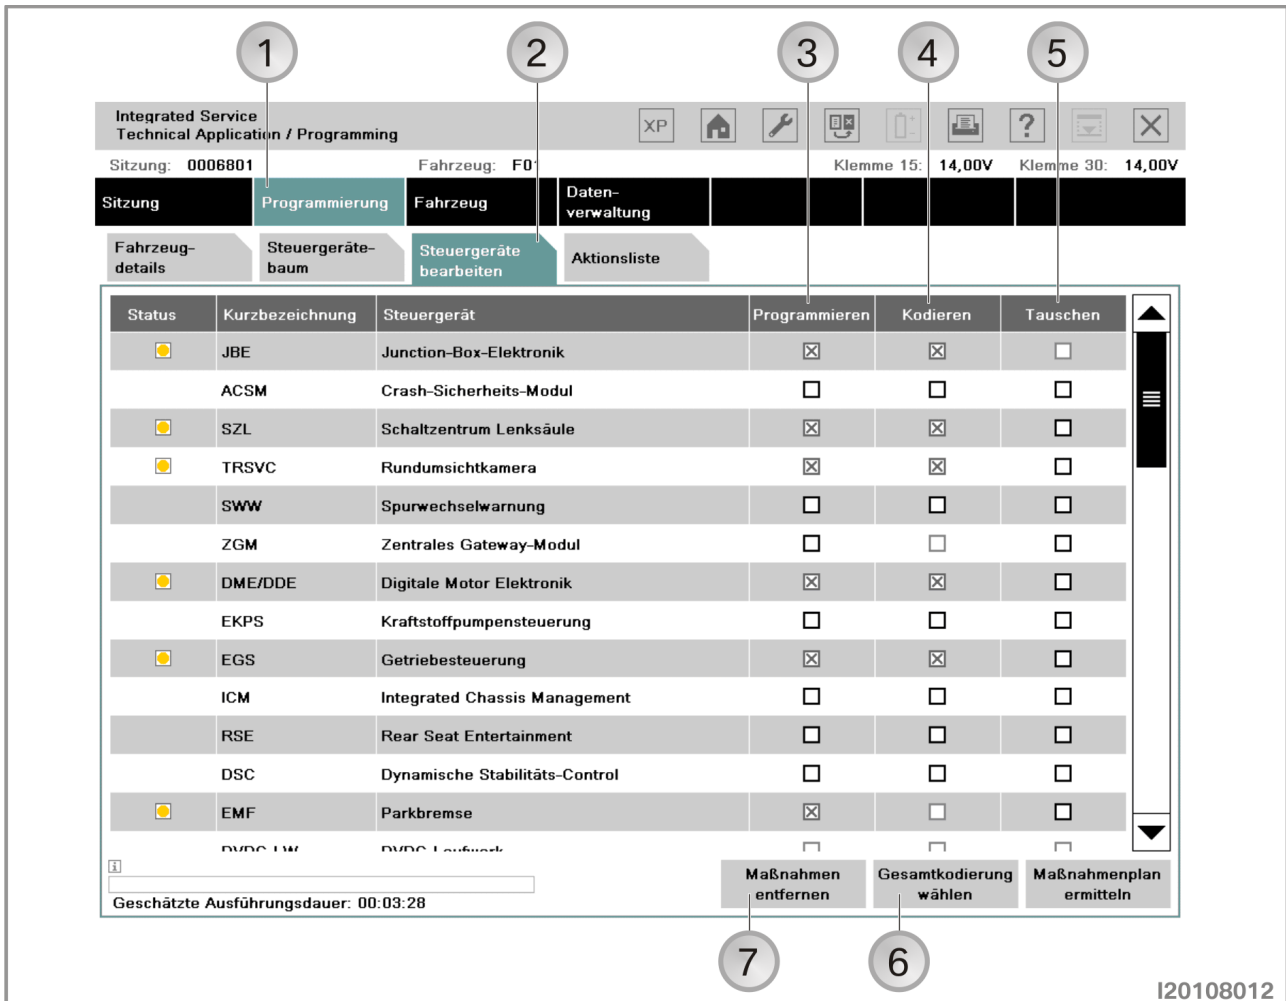 1 2 3 4 5
Integrated Service
Technical Application / Programming
XP
?
Sitzung: 0006801 Fahrzeug: F01 Klemme 15: 14,00V Klemme 30: 14,00V
Sitzung Programmierung Fahrzeug Daten-
verwaltung
Fahrzeug-
details
Steuergeräte-
baum
Steuergeräte
bearbeiten
Aktionsliste
Status Kurzbezeichnung Steuergerät Programmieren Kodieren Tauschen
JBE Junction-Box-Elektronik
ACSM Crash-Sicherheits-Modul
SZL Schaltzentrum Lenksäule
TRSVC Rundumsichtkamera
SWW Spurwechselwarnung
ZGM Zentrales Gateway-Modul
DME/DDE Digitale Motor Elektronik
EKPS Kraftstoffpumpensteuerung
EGS Getriebesteuerung
ICM Integrated Chassis Management
RSE Rear Seat Entertainment
DSC Dynamische Stabilitäts-Control
EMF Parkbremse
i
Geschätzte Ausführungsdauer: 00:03:28
Maßnahmen
entfernen
Gesamtkodierung
wählen
Maßnahmenplan
ermitteln
7 6
I20108012